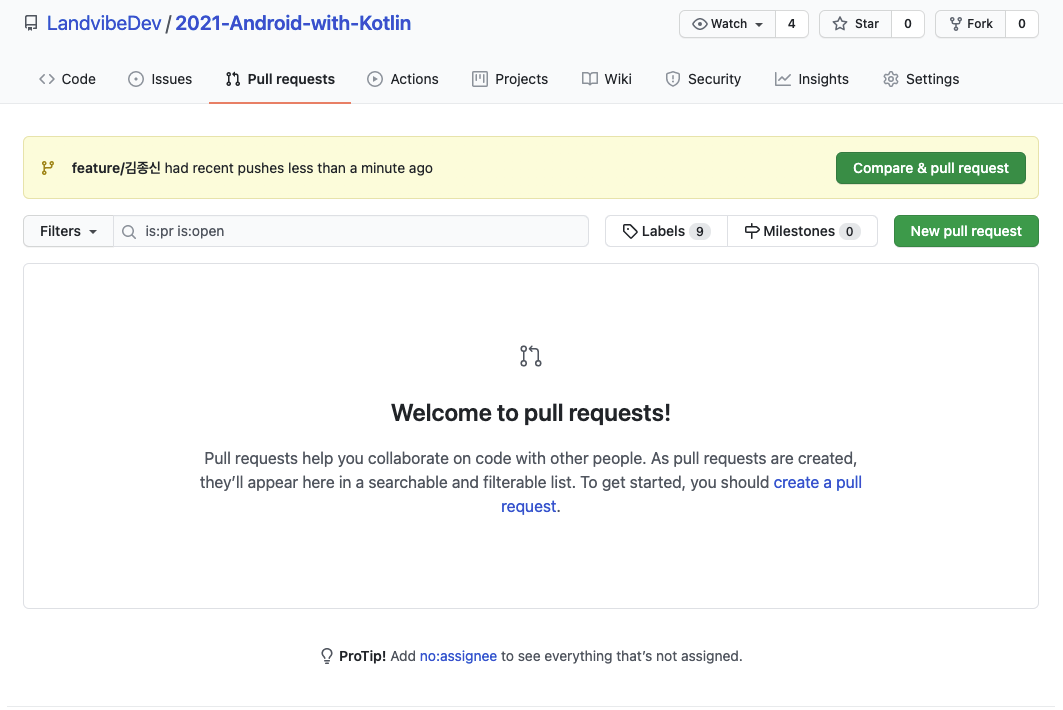 LandvibeDev / 2021-Android-with-Kotlin
Watch 4 Star 0 Fork 0
Code Issues Pull requests Actions Projects Wiki Security Insights Settings
feature/김종신 had recent pushes less than a minute ago
Compare & pull request
Filters is:pr is:open Labels 9 Milestones 0 New pull request
Welcome to pull requests!
Pull requests help you collaborate on code with other people. As pull requests are created,
they’ll appear here in a searchable and filterable list. To get started, you should create a pull
request.
ProTip! Add no:assignee to see everything that’s not assigned.